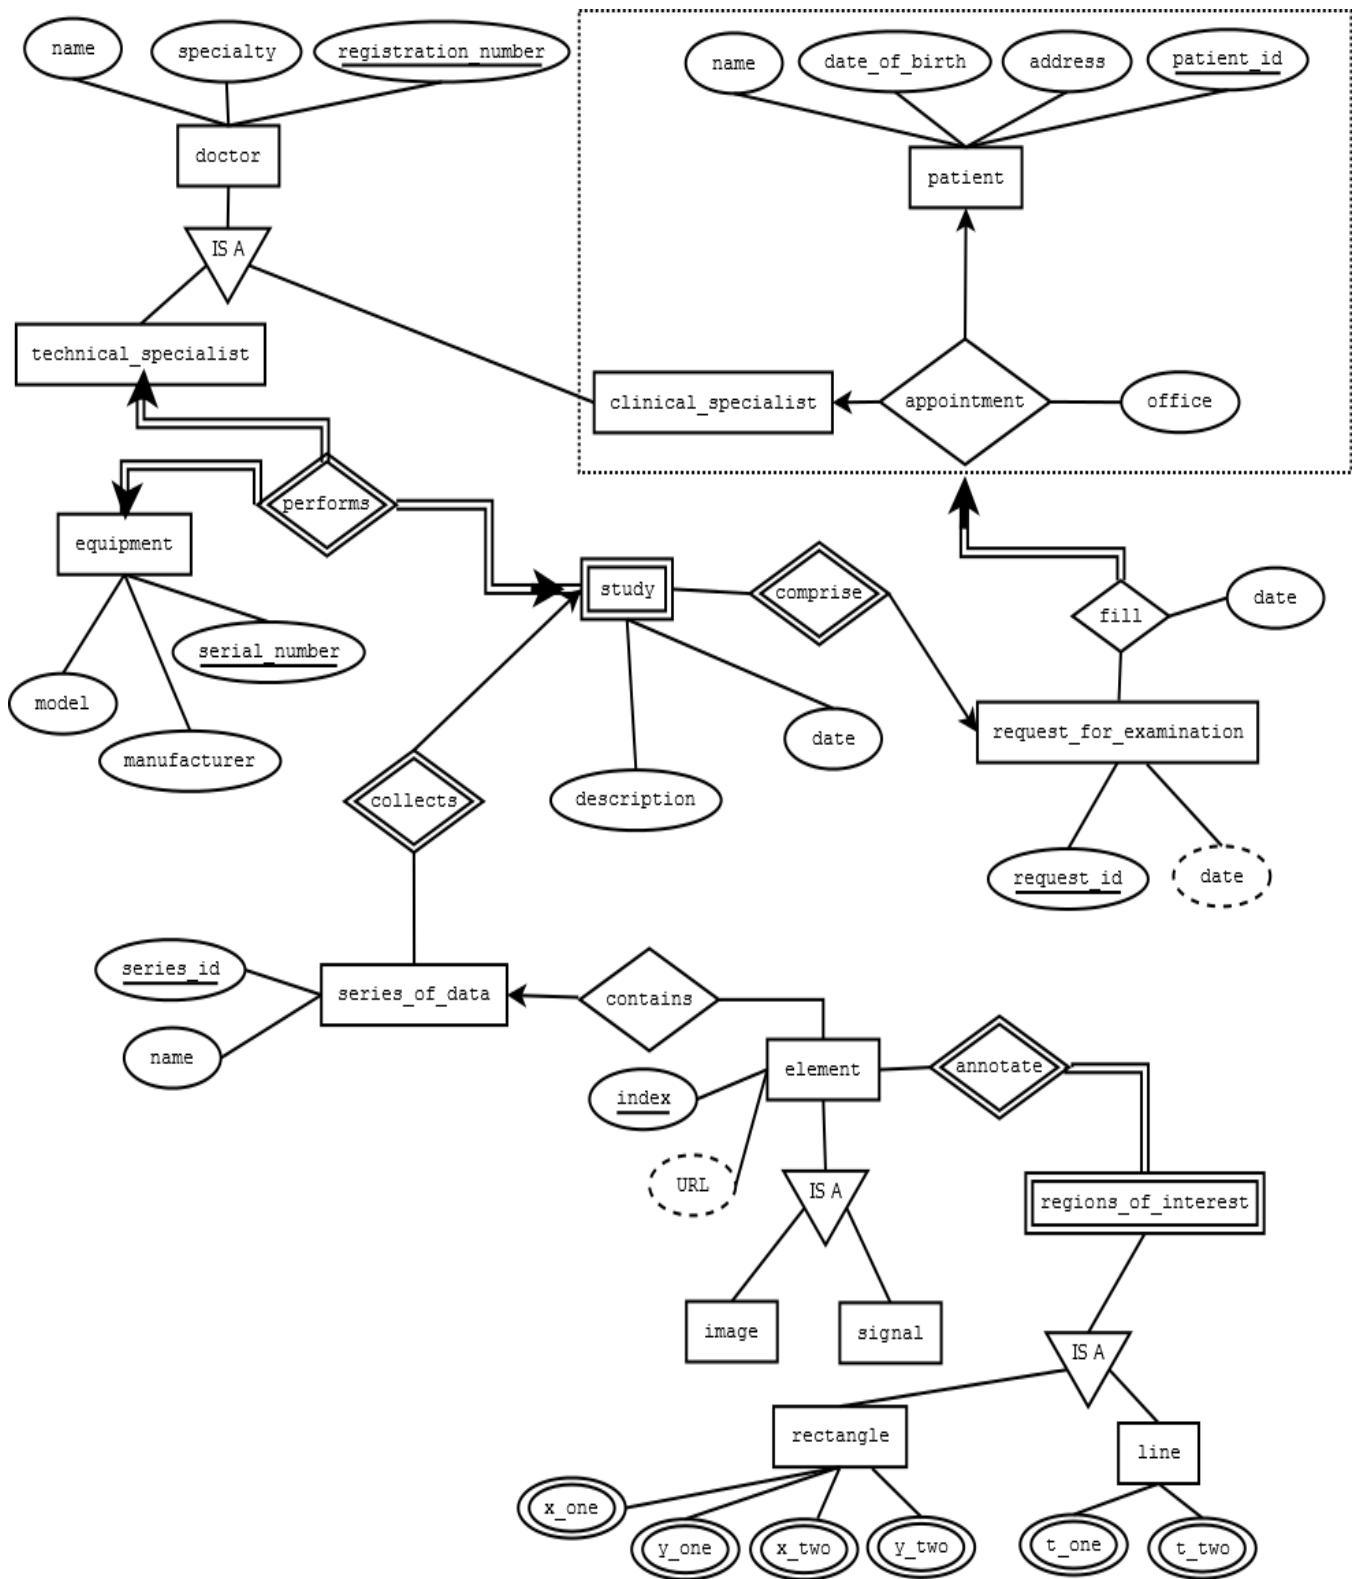 name
specialty
registration_number
name
date_of_birth
address
patient_id
doctor
patient
IS A
technical_specialist
clinical_specialist
appointment
office
performs
equipment
study
comprise
fill
date
serial_number
model
manufacturer
date
request_for_examination
collects
description
request_id
date
series_id
series_of_data
contains
name
element
annotate
index
URL
IS A
regions_of_interest
image
signal
IS A
rectangle
line
x_one
y_one
x_two
y_two
t_one
t_two